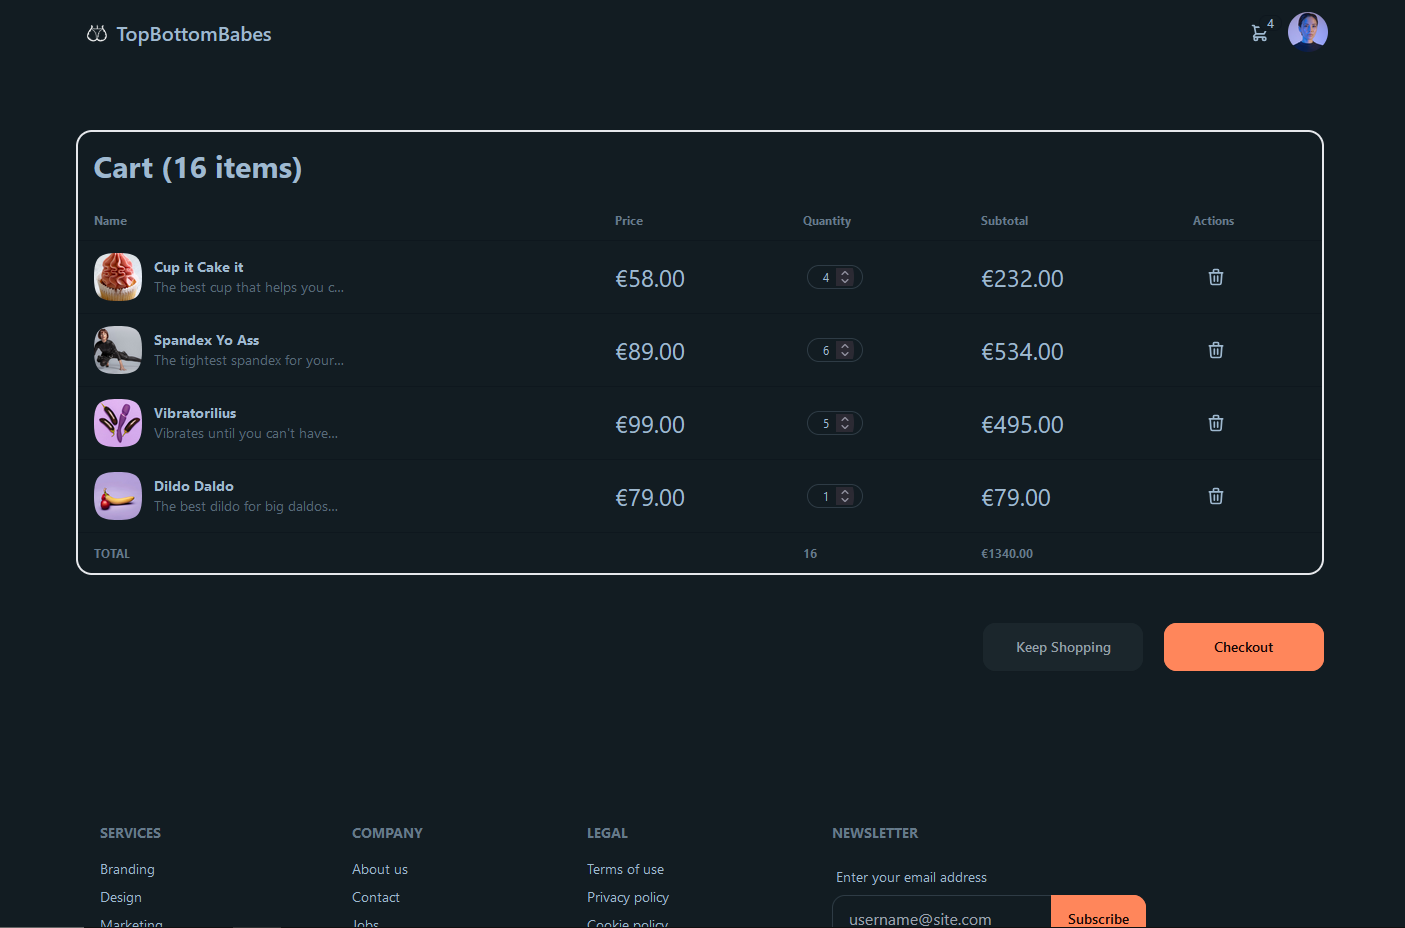 TopBottomBabes
4
Cart (16 items)
Name Price Quantity Subtotal Actions
Cup it Cake it
The best cup that helps you c...
€58.00 4 €232.00
Spandex Yo Ass
The tightest spandex for your...
€89.00 6 €534.00
Vibratorilius
Vibrates until you can't have...
€99.00 5 €495.00
Dildo Daldo
The best dildo for big daldos...
€79.00 1 €79.00
TOTAL 16 €1340.00
Keep Shopping Checkout
SERVICES COMPANY LEGAL NEWSLETTER
Branding About us Terms of use Enter your email address
Design Contact Privacy policy
Marketing Jobs Cookie policy username@site.com Subscribe